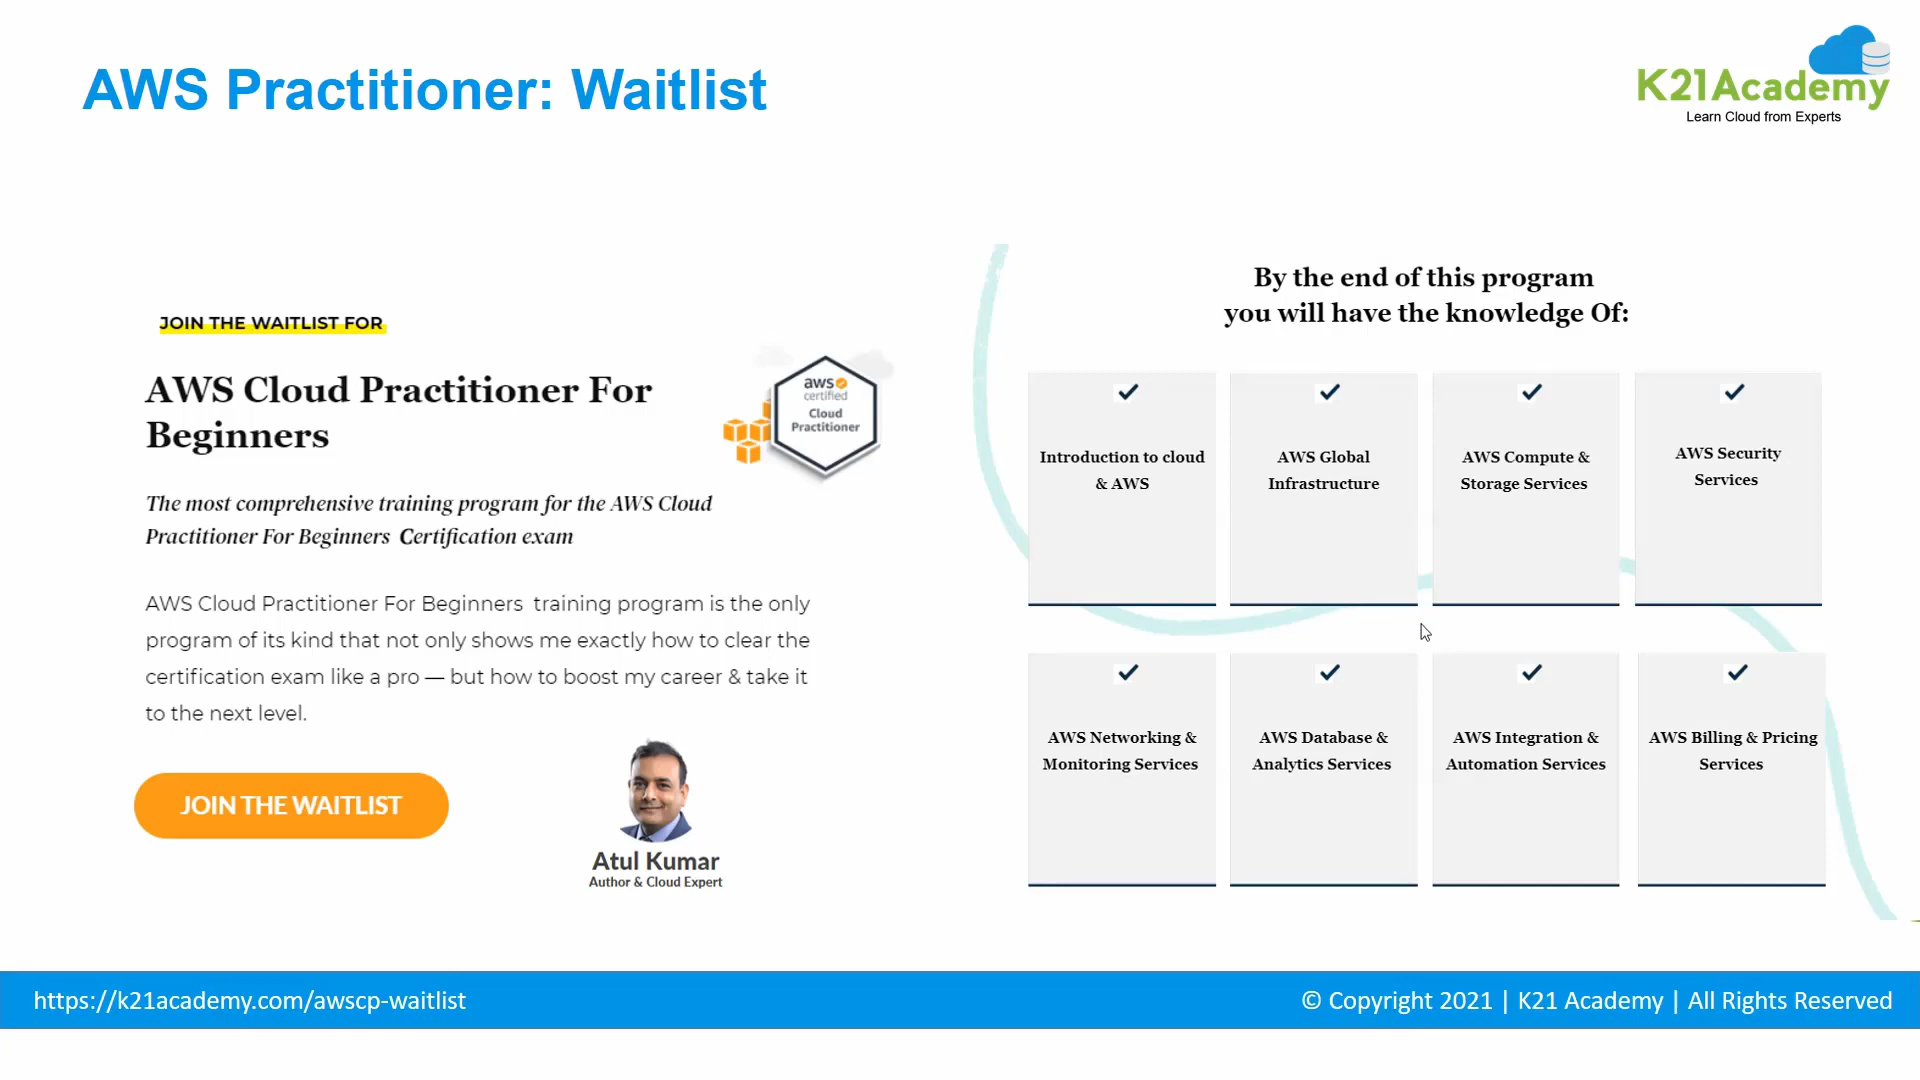 AWS Practitioner: Waitlist
K21Academy
Learn Cloud from Experts
JOIN THE WAITLIST FOR
AWS Cloud Practitioner For
Beginners
aws
certified
Cloud
Practitioner
The most comprehensive training program for the AWS Cloud
Practitioner For Beginners Certification exam
AWS Cloud Practitioner For Beginners training program is the only
program of its kind that not only shows me exactly how to clear the
certification exam like a pro — but how to boost my career & take it
to the next level.
JOIN THE WAITLIST
Atul Kumar
Author & Cloud Expert
By the end of this program
you will have the knowledge Of:
Introduction to cloud
& AWS
AWS Global
Infrastructure
AWS Compute &
Storage Services
AWS Security
Services
AWS Networking &
Monitoring Services
AWS Database &
Analytics Services
AWS Integration &
Automation Services
AWS Billing & Pricing
Services
https://k21academy.com/awscp-waitlist
© Copyright 2021 | K21 Academy | All Rights Reserved